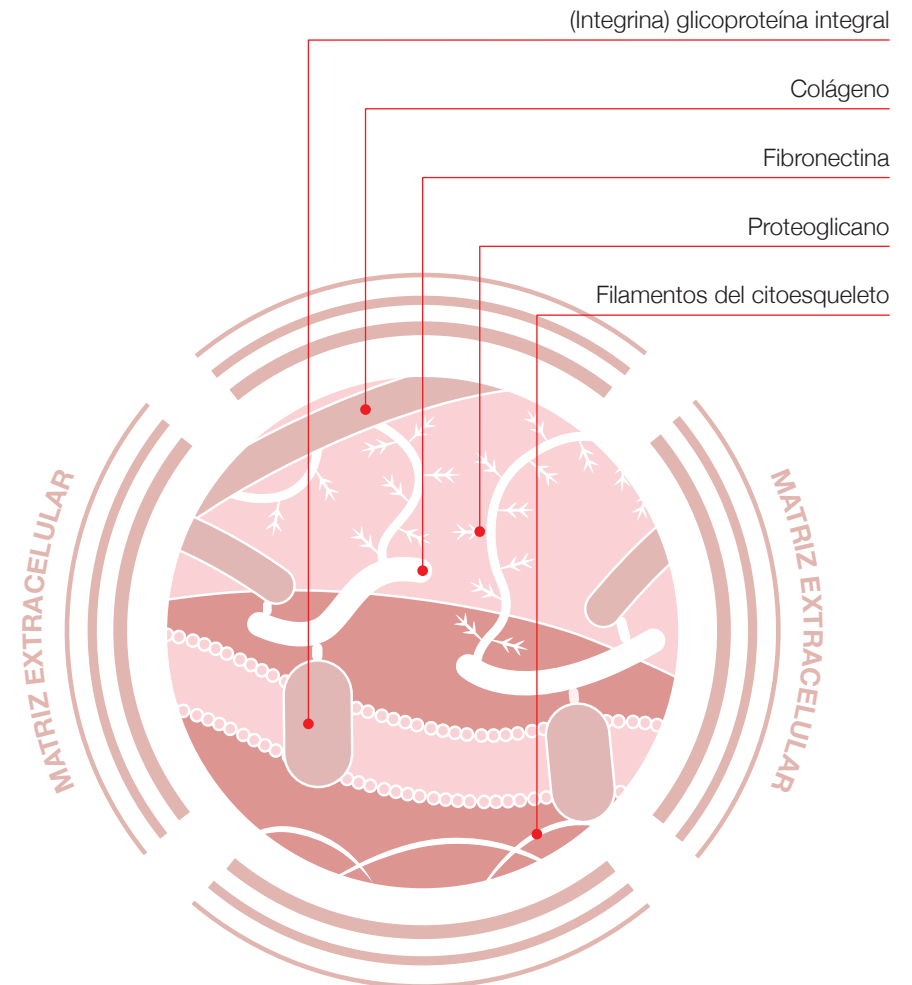 (Integrina) glicoproteína integral
Colágeno
Fibronectina
Proteoglicano
Filamentos del citoesqueleto
MATRIZ EXTRACELULAR
MATRIZ EXTRACELULAR